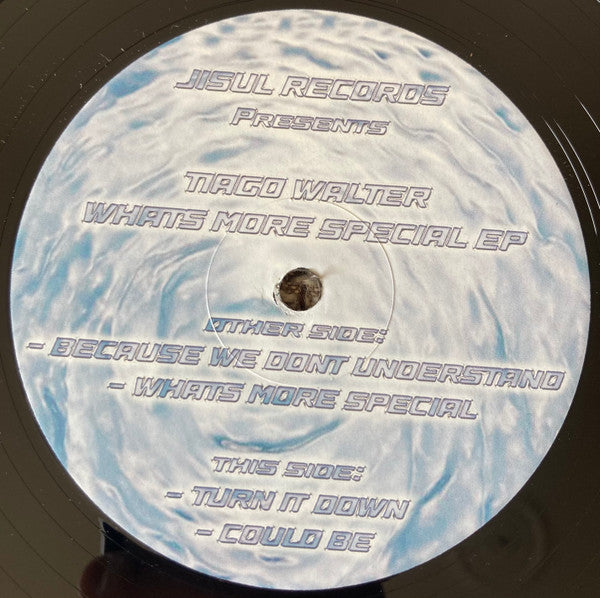 JISUL RECORDS
PRESENTS
TIAGO WALTER
WHATS MORE SPECIAL EP
OTHER SIDE:
- BECAUSE WE DONT UNDERSTAND
- WHATS MORE SPECIAL
THIS SIDE:
- TURN IT DOWN
- COULD BE